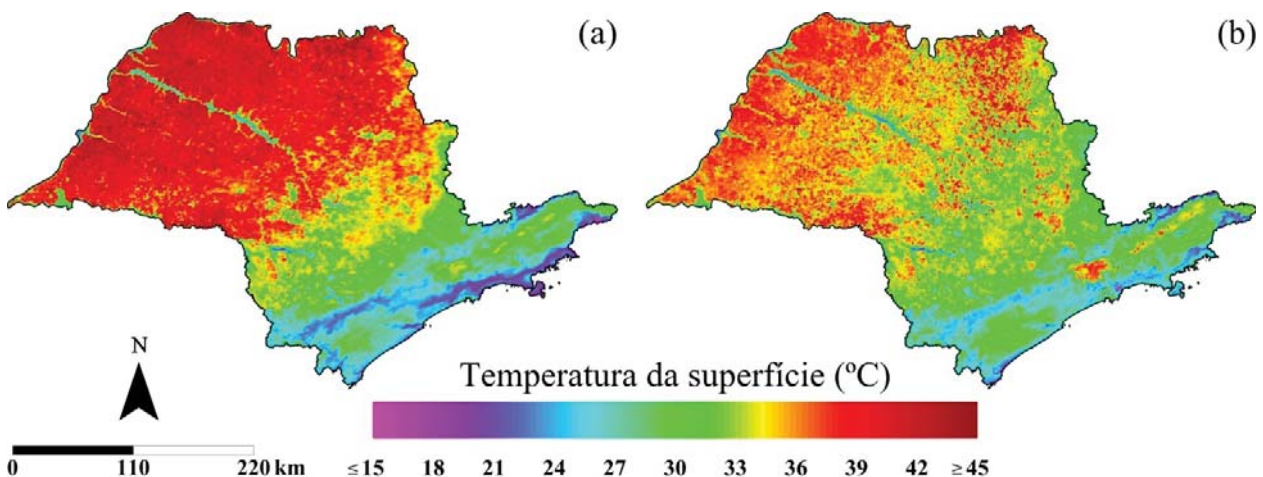 (a)
(b)
N
Temperatura da superfície (ºC)
0 110 220 km
≤15 18 21 24 27 30 33 36 39 42 ≥45